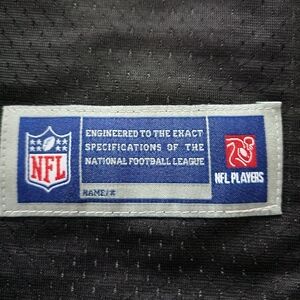 NFL
ENGINEERED TO THE EXACT
SPECIFICATIONS OF THE
NATIONAL FOOTBALL LEAGUE
NAME/#
NFL PLAYERS